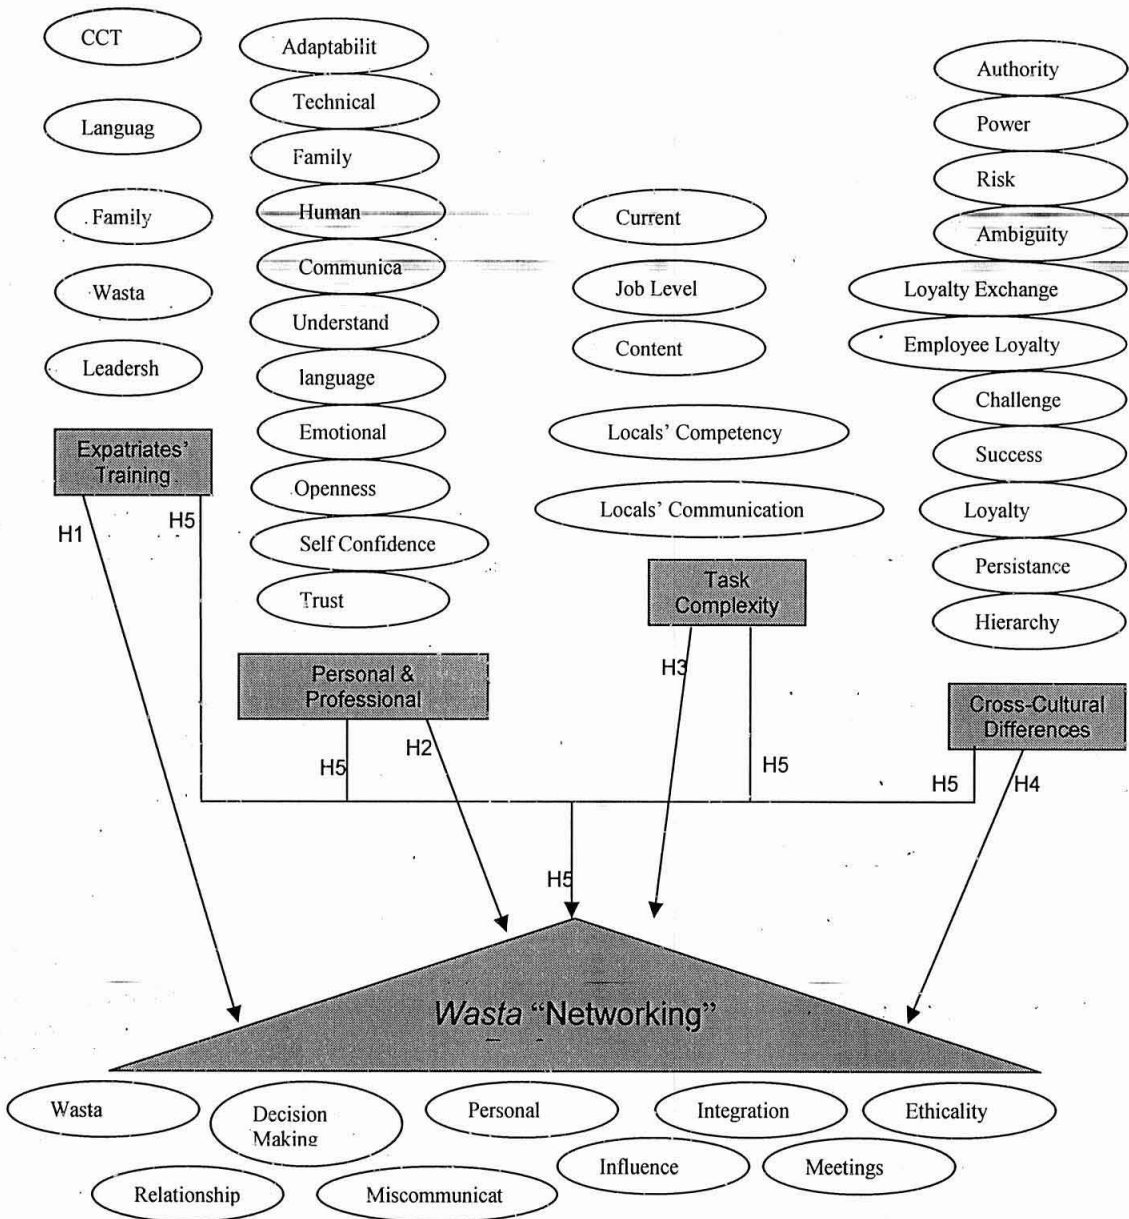 CCT
Languag
Family
Wasta
Leadersh
Expatriates'
Training
H1
H5
Adaptabilit
Technical
Family
Human
Communica
Understand
language
Emotional
Openness
Self Confidence
Trust
Personal &
Professional
H5
H2
Current
Job Level
Content
Locals' Competency
Locals' Communication
Task
Complexity
H3
H5
Authority
Power
Risk
Ambiguity
Loyalty Exchange
Employee Loyalty
Challenge
Success
Loyalty
Persistance
Hierarchy
Cross-Cultural
Differences
H5
H4
H5
Wasta “Networking”
Wasta
Decision
Making
Personal
Integration
Ethicality
Relationship
Miscommunicat
Influence
Meetings